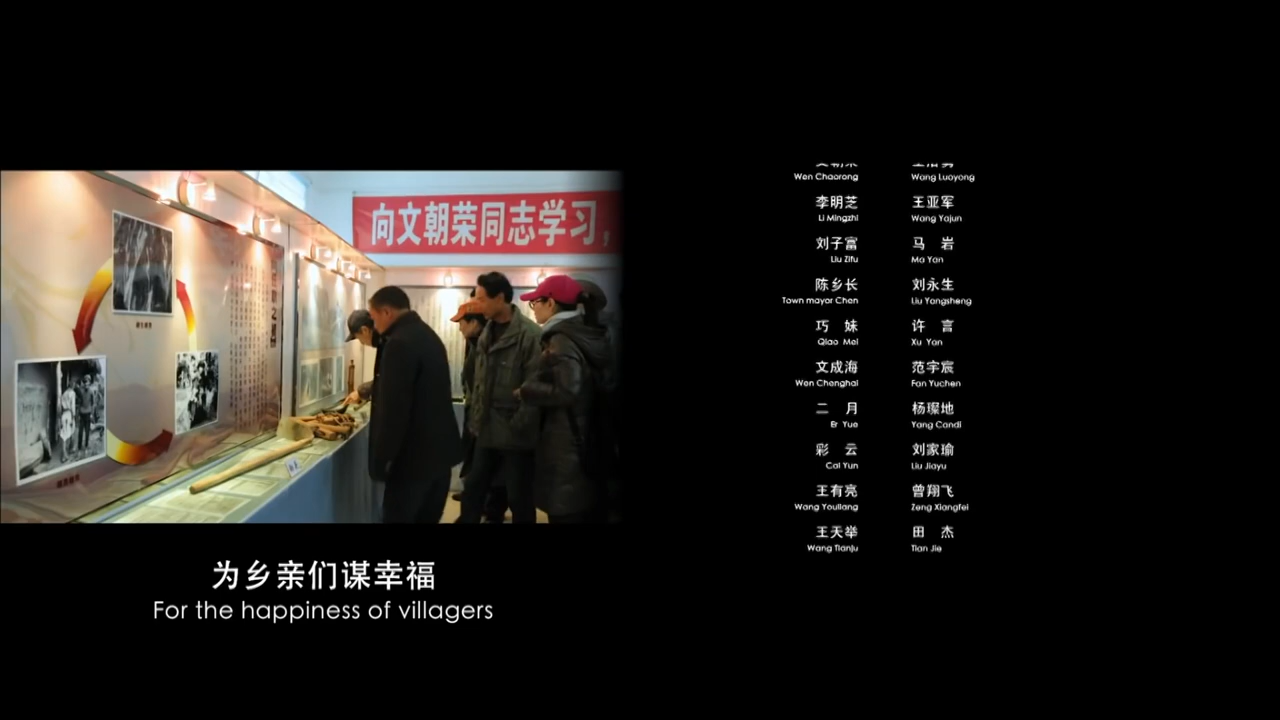 向文朝荣同志学习，
为乡亲们谋幸福
For the happiness of villagers
Wen Chaorong Wang Luoyong
李明芝 王亚军
Li Mingzhi Wang Yajun
刘子富 马 岩
Liu Zifu Ma Yan
陈乡长 刘永生
Town mayor Chen Liu Yangsheng
巧 妹 许 言
Qiao Mei Xu Yan
文成海 范宇宸
Wen Chenghai Fan Yuchen
二 月 杨璨地
Er Yue Yang Candi
彩 云 刘家瑜
Cai Yun Liu Jiayu
王有亮 曾翔飞
Wang Youliang Zeng Xiangfei
王天举 田 杰
Wang Tianju Tian Jie